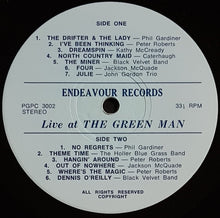 SIDE ONE
1. THE DRIFTER & THE LADY – Phil Gardiner
2. I'VE BEEN THINKING – Peter Roberts
3. DREAMSPIN – Kathy McCready
4. NORTH COUNTRY MAID – Caterhaugh
5. THE MINER – Black Velvet Band
6. FOUR – Jackson McQuade
7. JULIE – John Gordon Trio
ENDEAVOUR RECORDS
PGPC 3002 33⅓ RPM
STEREO
Live at THE GREEN MAN
SIDE TWO
1. NO REGRETS – Phil Gardiner
2. THEME TIME – The Holler Blue Grass Band
3. HANGIN' AROUND – Peter Roberts
4. OUT OF NOWHERE – Jackson McQuade
5. WHERE'S THE MAGIC – Peter Roberts
6. DENNIS O'REILLY – Black Velvet Band
ALL RIGHTS RESERVED
COPYRIGHT